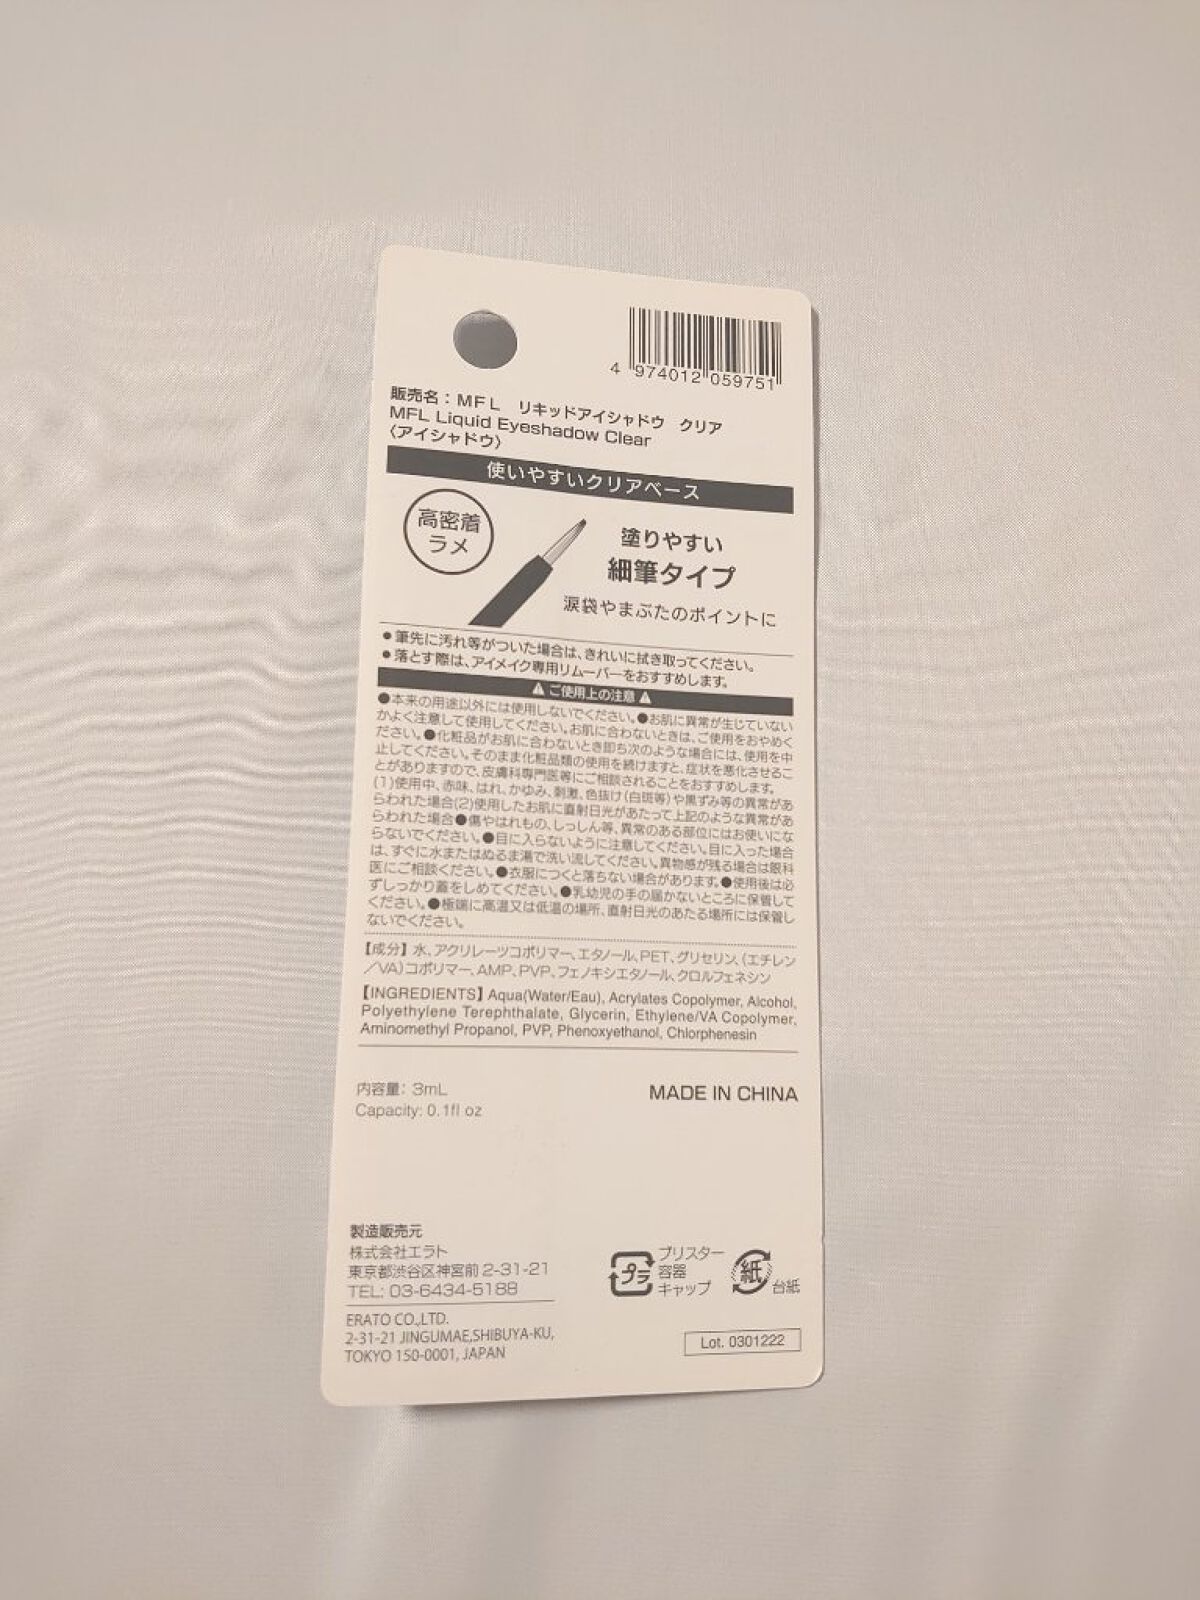 4 974012 059751
販売名：MFL リキッドアイシャドウ クリア
MFL Liquid Eyeshadow Clear
〈アイシャドウ〉
使いやすいクリアベース
高密着
ラメ
塗りやすい
細筆タイプ
涙袋やまぶたのポイントに
●筆先に汚れ等がついた場合は、きれいに拭き取ってください。
●落とす際は、アイメイク専用リムーバーをおすすめします。
⚠ご使用上の注意⚠
●本来の用途以外には使用しないでください。●お肌に異常が生じていない
かよく注意して使用してください。お肌に合わないときは、ご使用をおやめく
ださい。●化粧品がお肌に合わないとき即ち次のような場合には、使用を中
止してください。そのまま化粧品類の使用を続けますと、症状を悪化させるこ
とがありますので、皮膚科専門医等にご相談されることをおすすめします。
(1)使用中、赤味、はれ、かゆみ、刺激、色抜け(白斑等)や黒ずみ等の異常があ
らわれた場合(2)使用したお肌に直射日光があたって上記のような異常があ
らわれた場合●傷やはれもの、しっしん等、異常のある部位にはお使いにな
らないでください。●目に入らないように注意してください。目に入った場合
は、すぐに水またはぬるま湯で洗い流してください。異物感が残る場合は眼科
医にご相談ください。●衣服につくと落ちない場合があります。●使用後は必
ずしっかり蓋をしめてください。●乳幼児の手の届かないところに保管して
ください。●極端に高温又は低温の場所、直射日光のあたる場所には保管し
ないでください。
【成分】水、アクリレーツコポリマー、エタノール、PET、グリセリン、(エチレン
／VA)コポリマー、AMP、PVP、フェノキシエタノール、クロルフェネシン
【INGREDIENTS】Aqua(Water/Eau), Acrylates Copolymer, Alcohol,
Polyethylene Terephthalate, Glycerin, Ethylene/VA Copolymer,
Aminomethyl Propanol, PVP, Phenoxyethanol, Chlorphenesin
内容量：3mL
Capacity: 0.1fl oz
MADE IN CHINA
製造販売元
株式会社エラト
東京都渋谷区神宮前2-31-21
TEL: 03-6434-5188
ERATO CO.,LTD.
2-31-21 JINGUMAE,SHIBUYA-KU,
TOKYO 150-0001, JAPAN
プラ
ブリスター
容器
キャップ
紙
台紙
Lot. 0301222